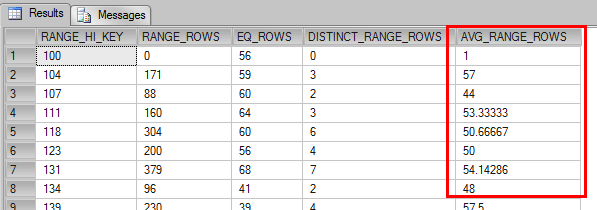 Results Messages
RANGE_HI_KEY RANGE_ROWS EQ_ROWS DISTINCT_RANGE_ROWS AVG_RANGE_ROWS
1 100 0 56 0 1
2 104 171 59 3 57
3 107 88 60 2 44
4 111 160 64 3 53.33333
5 118 304 60 6 50.66667
6 123 200 56 4 50
7 131 379 68 7 54.14286
8 134 96 41 2 48
9 139 230 39 4 57.5